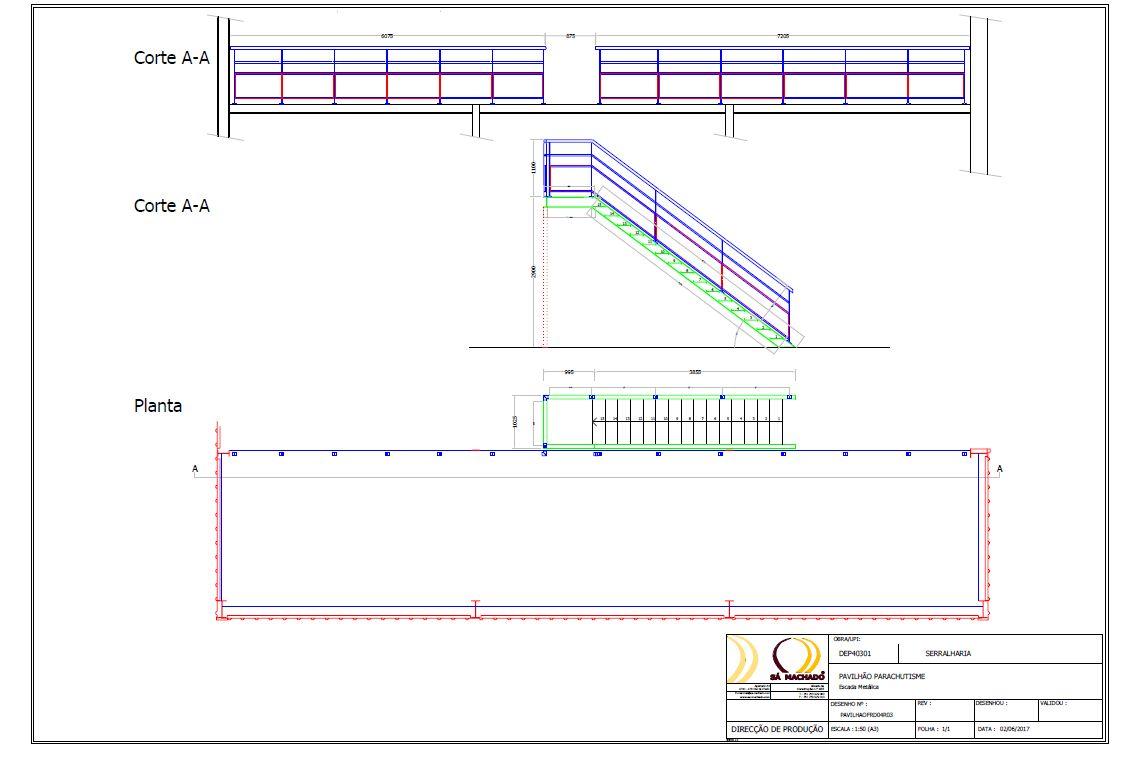 6075
875
7205
Corte A-A
1100
Corte A-A
2900
995
3855
Planta
1025
15 14 13 12 11 10 9 8 7 6 5 4 3 2 1
A
A
OBRA/UPI:
DEP40301
SERRALHARIA
PAVILHÃO PARACHUTISME
Escada Metálica
SÁ MACHADO
DESENHO Nº :
PAVILHAOPRD04R03
REV :
DESENHOU :
VALIDOU :
DIRECÇÃO DE PRODUÇÃO
ESCALA :1:50 (A3)
FOLHA : 1/1
DATA : 02/06/2017